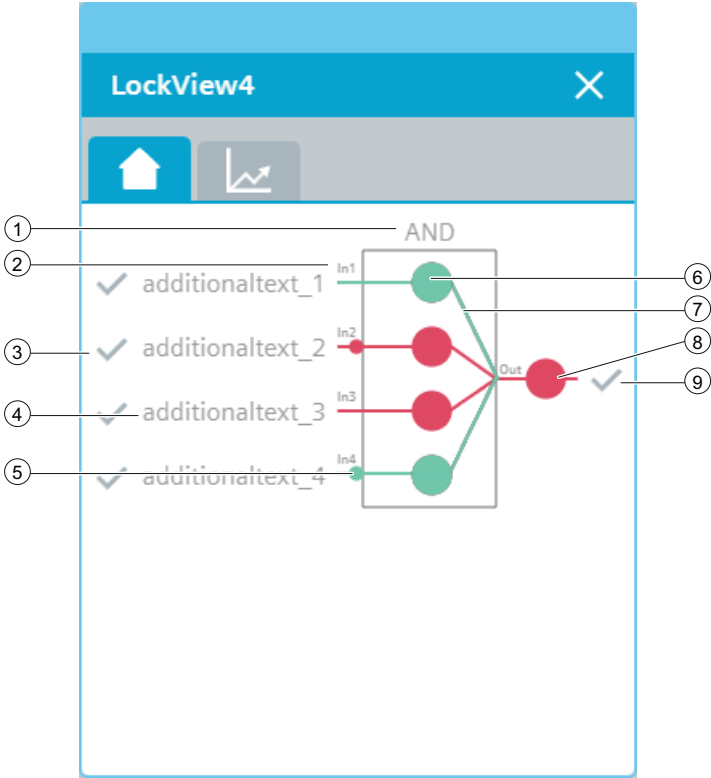 LockView4
① AND
② In1
additionaltext_1 ⑥
⑦
In2
③ additionaltext_2 ⑧
Out
⑨
In3
④ additionaltext_3
In4
⑤ additionaltext_4